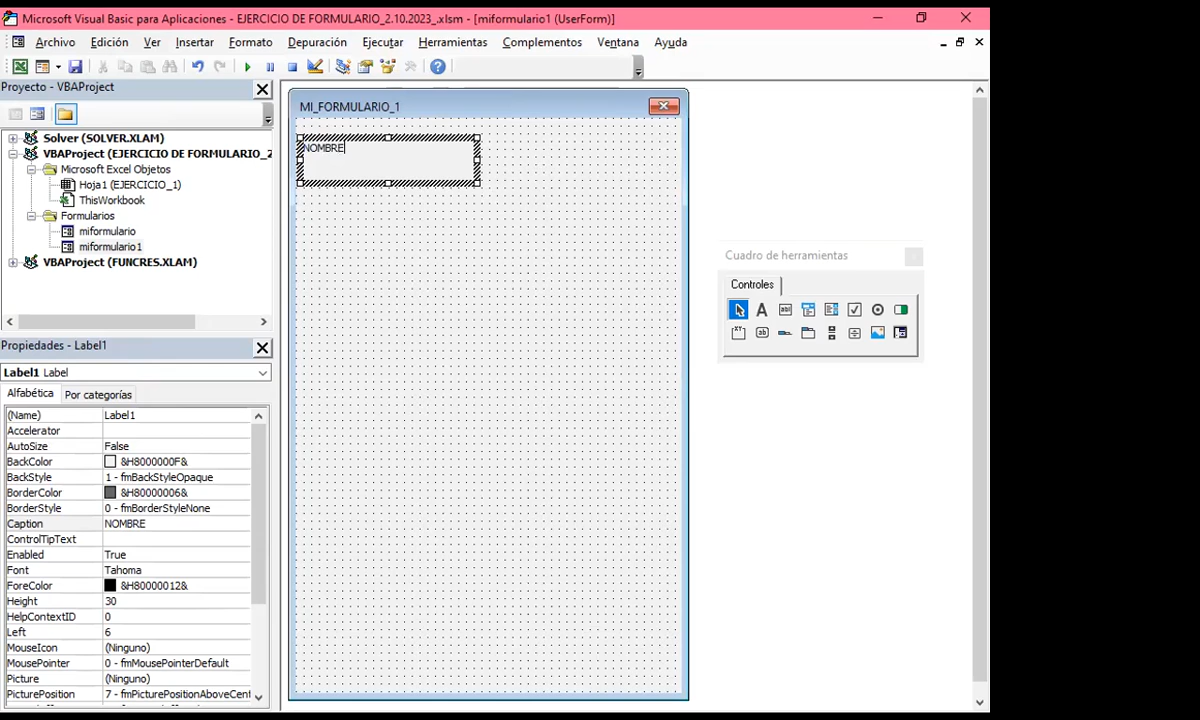 Microsoft Visual Basic para Aplicaciones - EJERCICIO DE FORMULARIO_2.10.2023_.xlsm - [miformulario1 (UserForm)]
Archivo Edición Ver Insertar Formato Depuración Ejecutar Herramientas Complementos Ventana Ayuda
Proyecto - VBAProject
Solver (SOLVER.XLAM)
VBAProject (EJERCICIO DE FORMULARIO_2
Microsoft Excel Objetos
Hoja1 (EJERCICIO_1)
ThisWorkbook
Formularios
miformulario
miformulario1
VBAProject (FUNCRES.XLAM)
Propiedades - Label1
Label1 Label
Alfabética Por categorías
(Name) Label1
Accelerator
AutoSize False
BackColor &H8000000F&
BackStyle 1 - fmBackStyleOpaque
BorderColor &H80000006&
BorderStyle 0 - fmBorderStyleNone
Caption NOMBRE
ControlTipText
Enabled True
Font Tahoma
ForeColor &H80000012&
Height 30
HelpContextID 0
Left 6
MouseIcon (Ninguno)
MousePointer 0 - fmMousePointerDefault
Picture (Ninguno)
PicturePosition 7 - fmPicturePositionAboveCent
MI_FORMULARIO_1
NOMBRE
Cuadro de herramientas
Controles